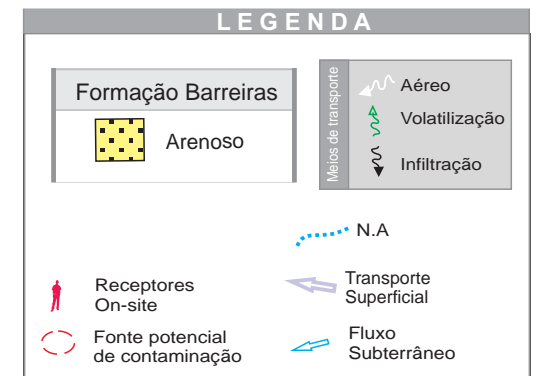 LEGENDA
Formação Barreiras
Arenoso
Meios de transporte
Aéreo
Volatilização
Infiltração
N.A
Receptores
On-site
Transporte
Superficial
Fonte potencial
de contaminação
Fluxo
Subterrâneo